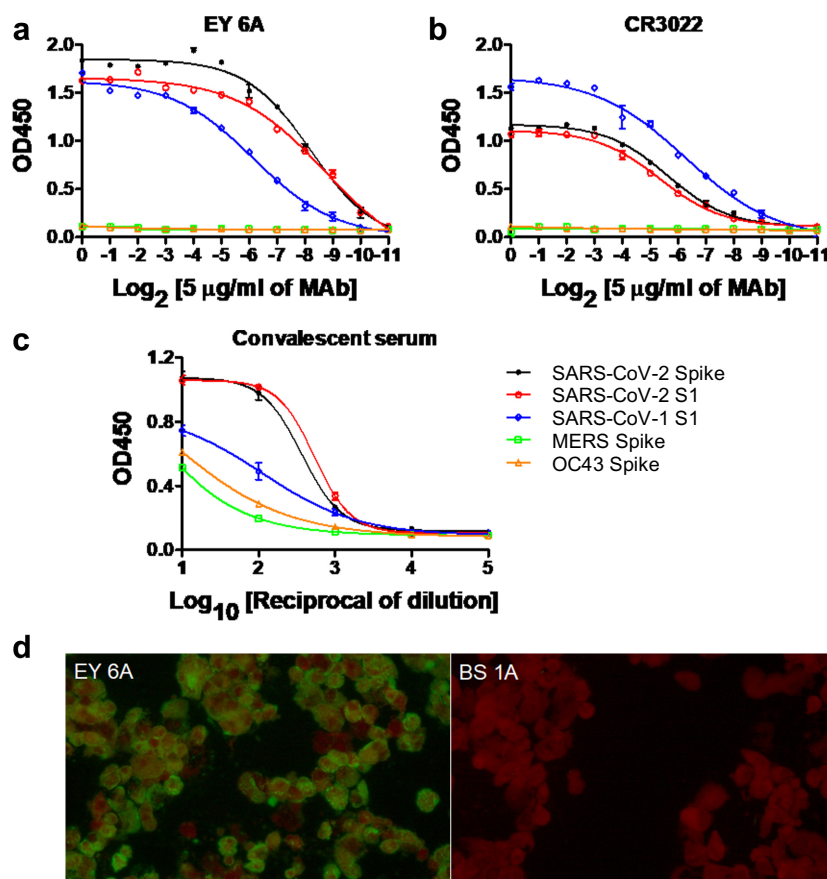 a
EY 6A
2.0
1.5
1.0
0.5
0.0
OD450
0 -1 -2 -3 -4 -5 -6 -7 -8 -9 -10 -11
Log2 [5 μg/ml of MAb]
b
CR3022
2.0
1.5
1.0
0.5
0.0
OD450
0 -1 -2 -3 -4 -5 -6 -7 -8 -9 -10 -11
Log2 [5 μg/ml of MAb]
c
Convalescent serum
1.2
0.8
0.4
0.0
OD450
1 2 3 4 5
Log10 [Reciprocal of dilution]
SARS-CoV-2 Spike
SARS-CoV-2 S1
SARS-CoV-1 S1
MERS Spike
OC43 Spike
d
EY 6A
BS 1A